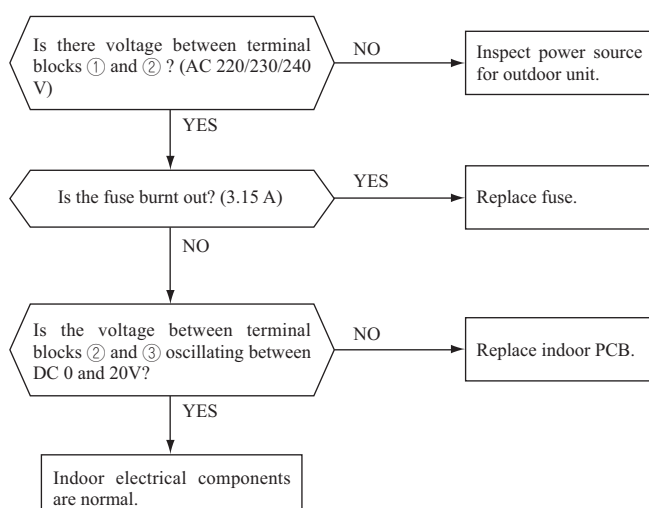 Is there voltage between terminal
blocks ① and ② ? (AC 220/230/240
V)
NO
Inspect power source
for outdoor unit.
YES
Is the fuse burnt out? (3.15 A)
YES
Replace fuse.
NO
Is the voltage between terminal
blocks ② and ③ oscillating between
DC 0 and 20V?
NO
Replace indoor PCB.
YES
Indoor electrical components
are normal.